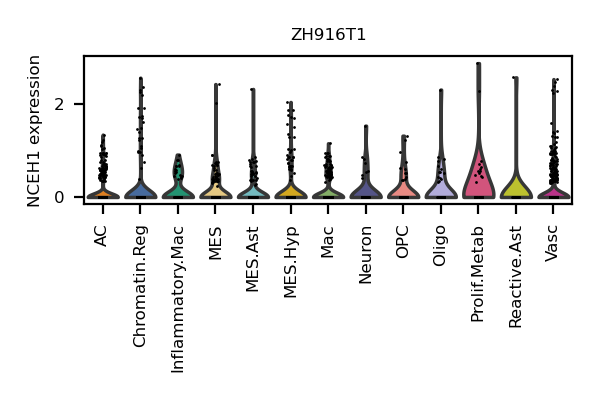 ZH916T1
NCEH1 expression
2
0
AC
Chromatin.Reg
Inflammatory.Mac
MES
MES.Ast
MES.Hyp
Mac
Neuron
OPC
Oligo
Prolif.Metab
Reactive.Ast
Vasc